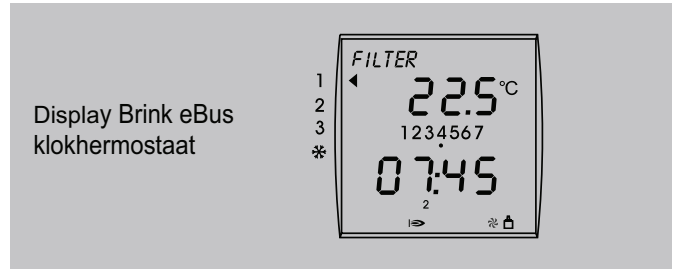 Display Brink eBus
klokhermostaat
1
2
3
FILTER
22.5°C
1234567
07:45
2